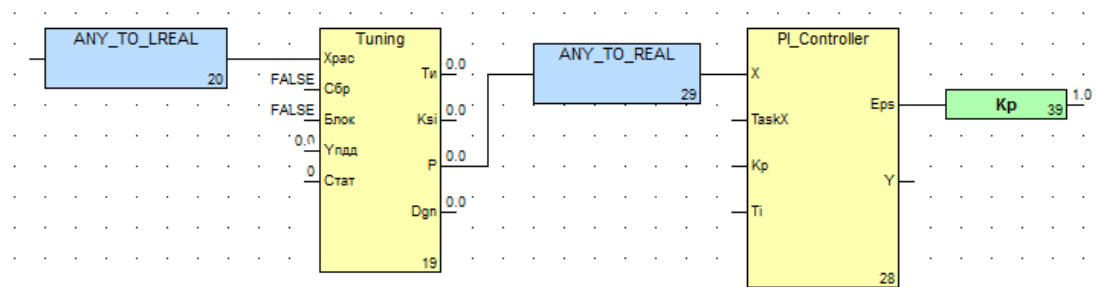 ANY_TO_LREAL
20
Tuning
Храс
Сбр
Блок
Yпдд
Стат
FALSE
FALSE
0.0
0
Tи
Ksi
P
Dgn
0.0
0.0
0.0
0.0
19
ANY_TO_REAL
29
PI_Controller
X
TaskX
Kp
Ti
Eps
Y
28
Kp
39
1.0